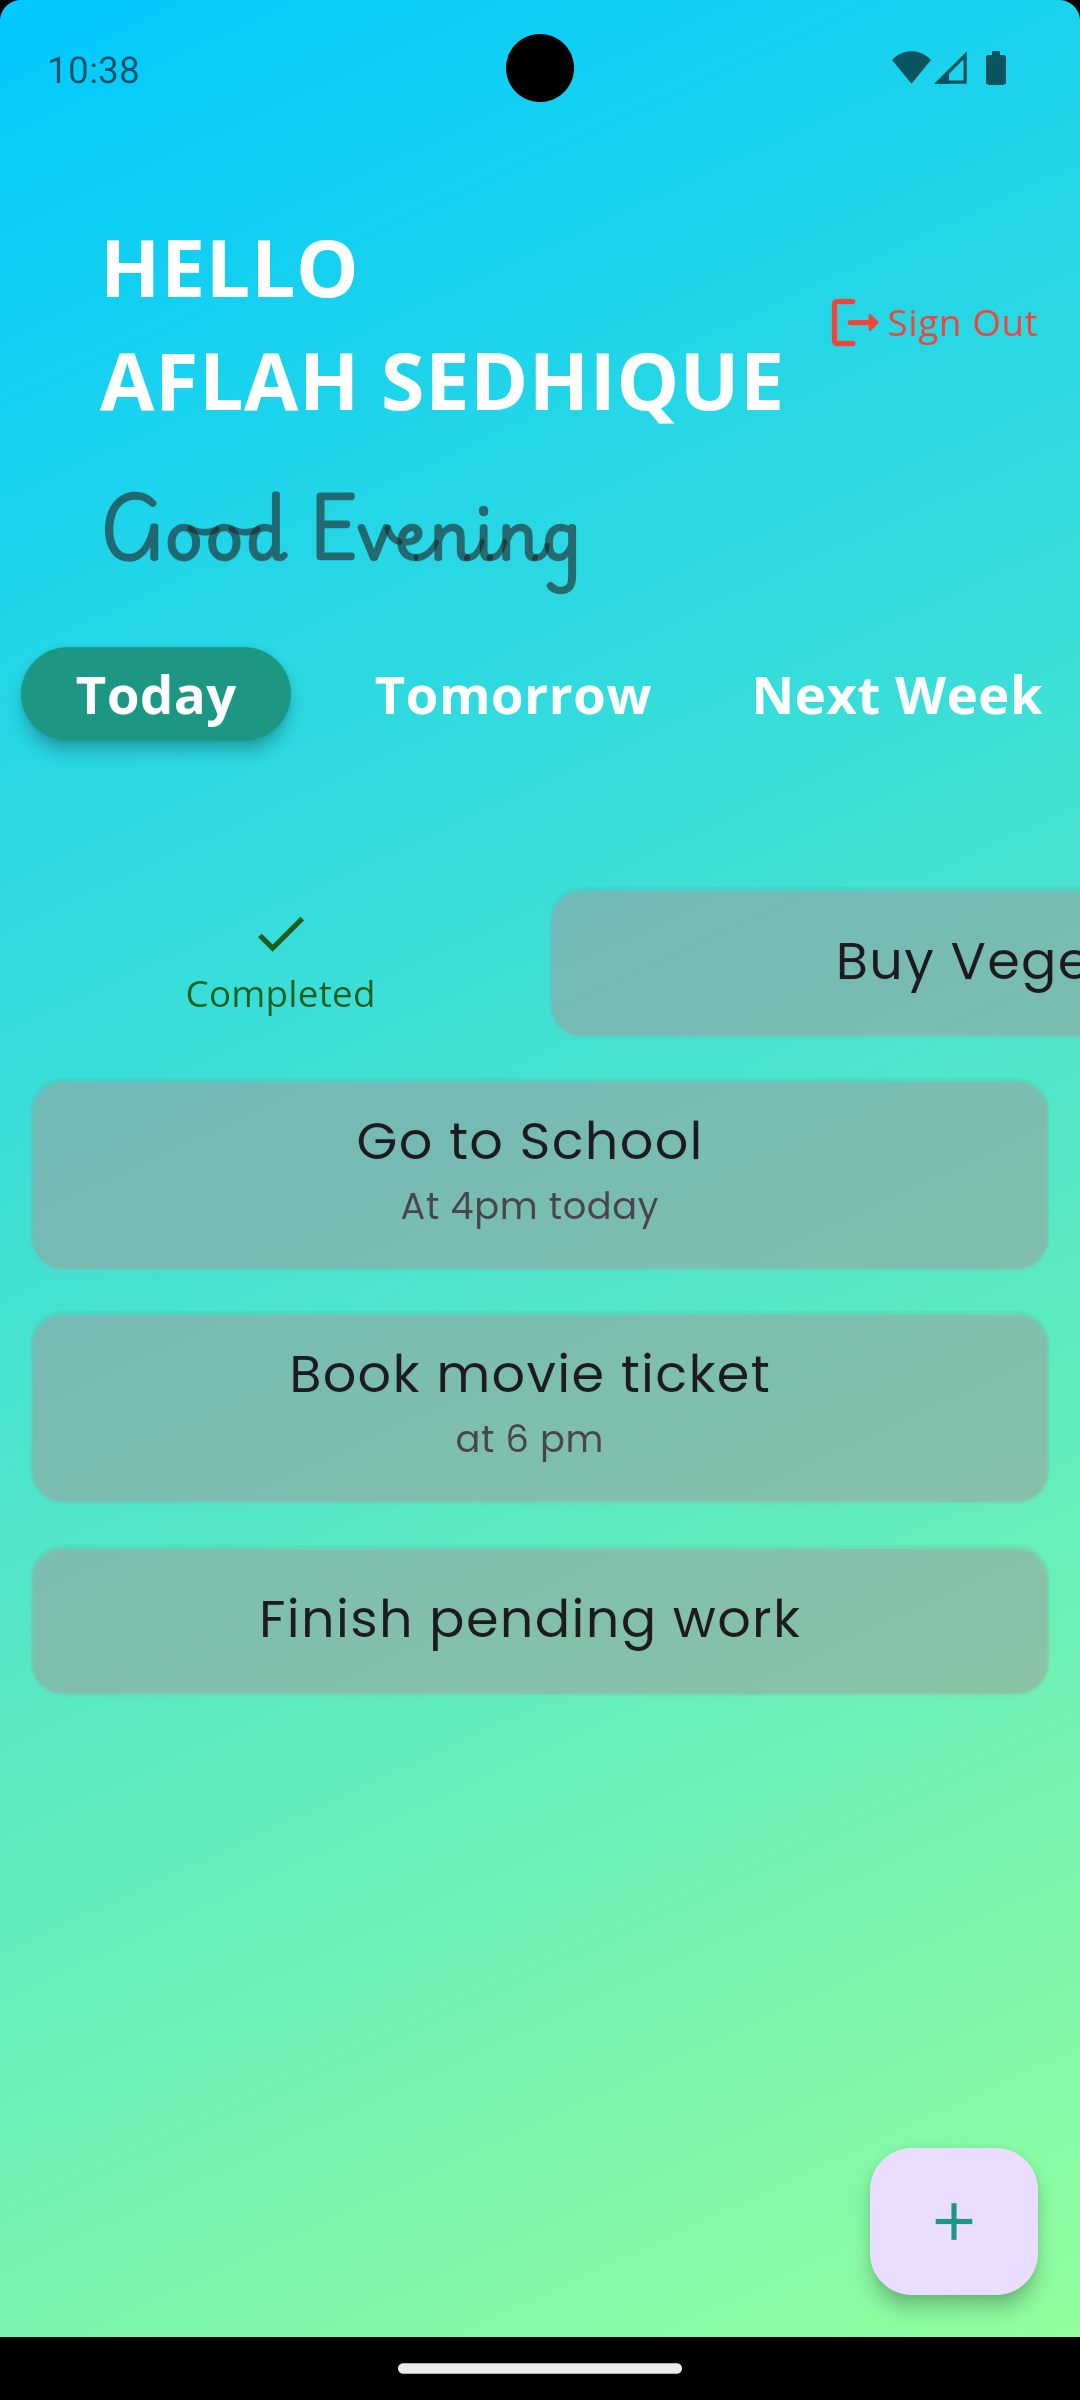 10:38
HELLO
AFLAH SEDHIQUE
Sign Out
Good Evening
Today Tomorrow Next Week
Completed
Buy Vege
Go to School
At 4pm today
Book movie ticket
at 6 pm
Finish pending work
+